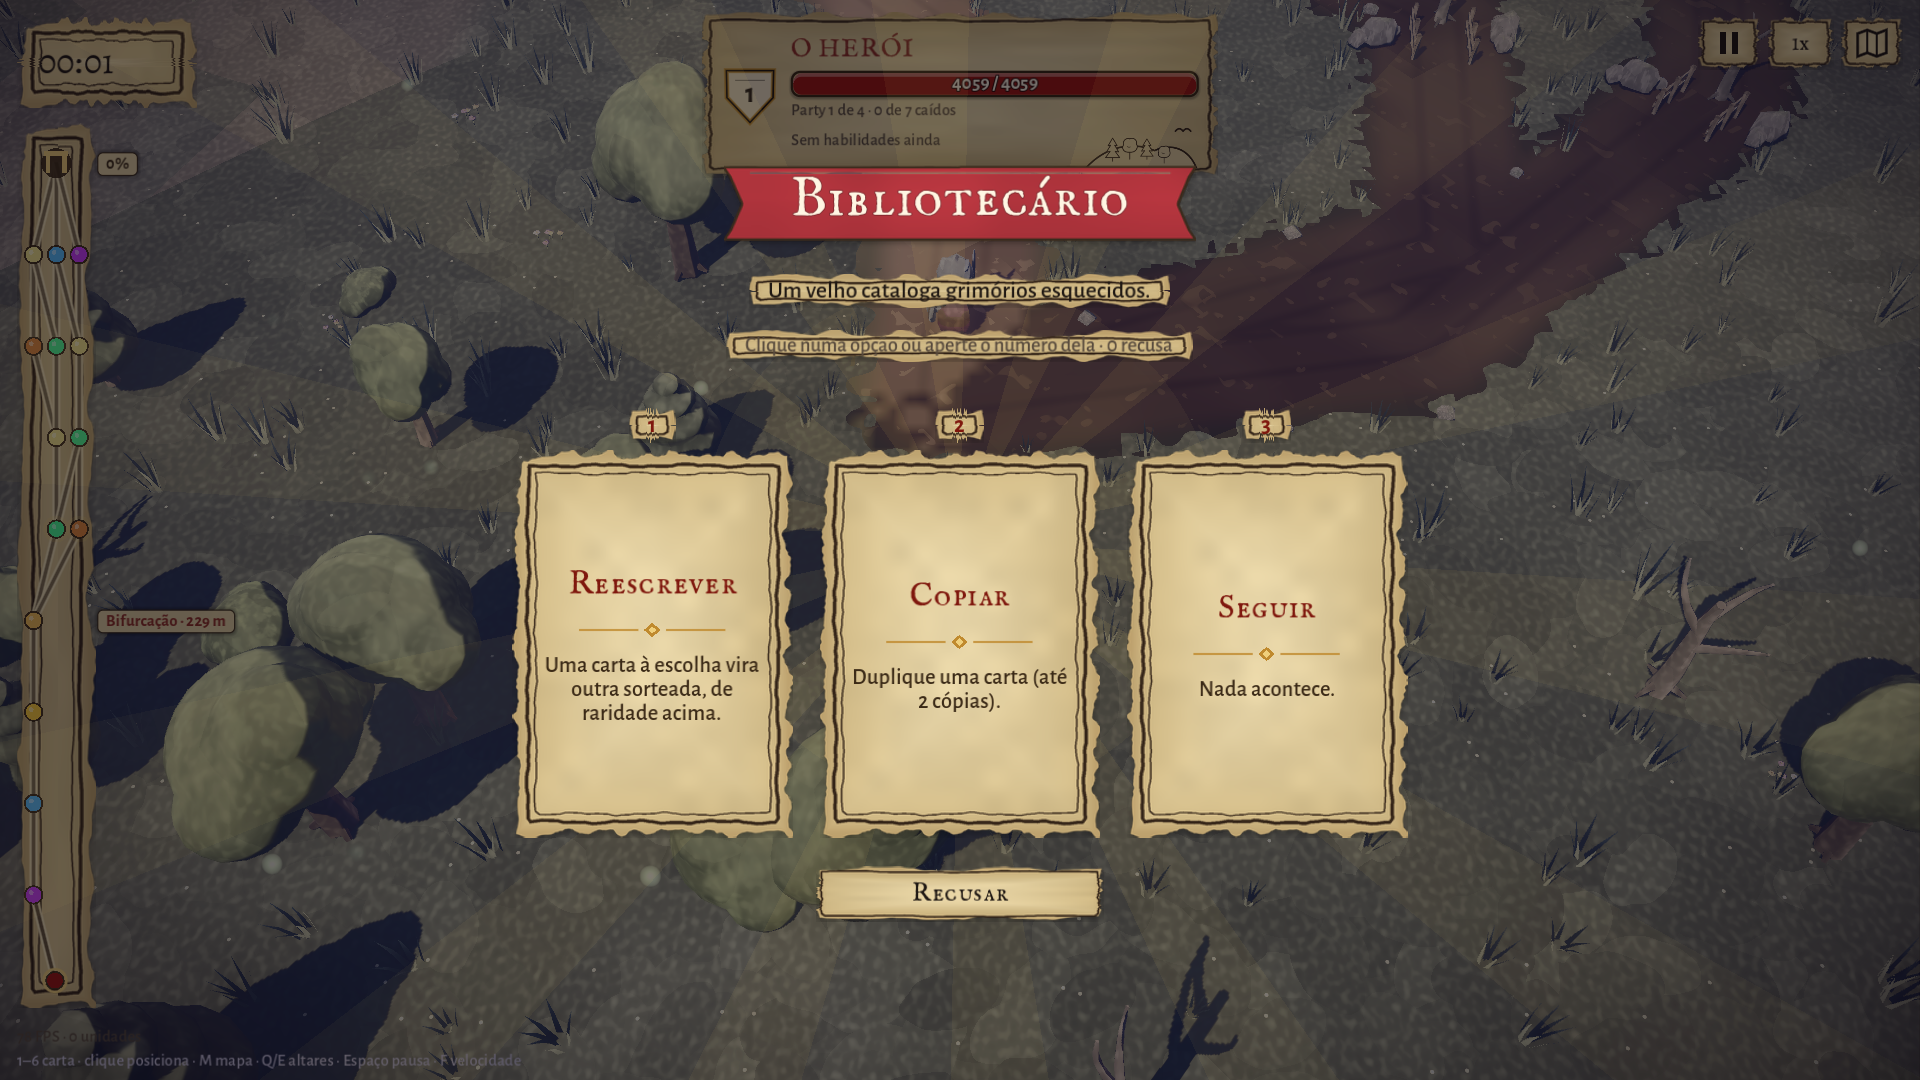 00:01
O HERÓI
1
4059 / 4059
Party 1 de 4 · 0 de 7 caídos
Sem habilidades ainda
1x
0%
BIBLIOTECÁRIO
Um velho cataloga grimórios esquecidos.
Clique numa opção ou aperte o número dela · 0 recusa
1
2
3
REESCREVER
Uma carta à escolha vira
outra sorteada, de
raridade acima.
COPIAR
Duplique uma carta (até
2 cópias).
SEGUIR
Nada acontece.
Bifurcação · 229 m
RECUSAR
1–6 carta · clique posiciona · M mapa · Q/E altares · Espaço pausa · F velocidade